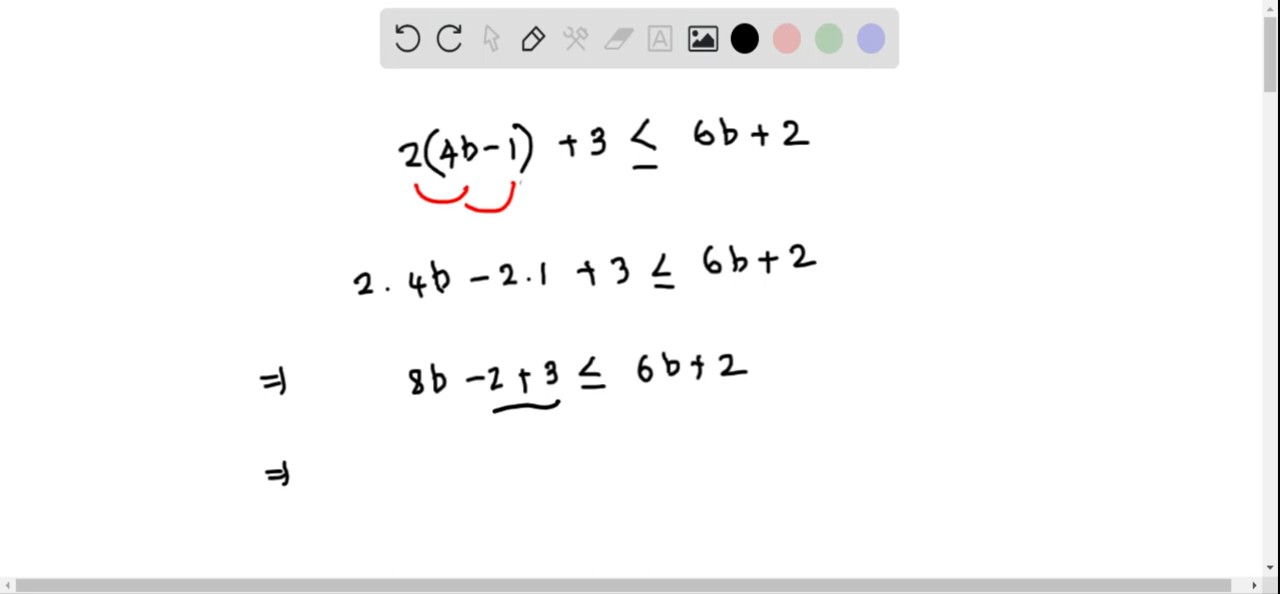 2(4b-1) + 3 ≤ 6b + 2
2. 4b - 2.1 + 3 ≤ 6b + 2
⇒ 8b - 2 + 3 ≤ 6b + 2
⇒